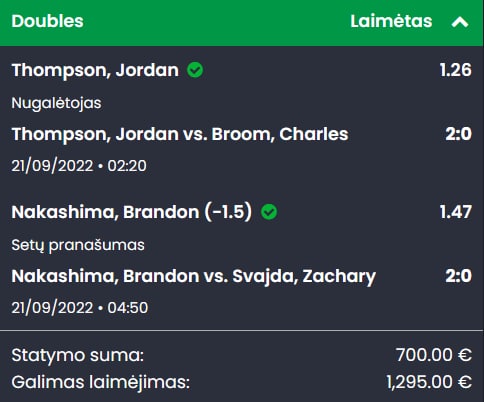 Doubles Laimėtas
Thompson, Jordan 1.26
Nugalėtojas
Thompson, Jordan vs. Broom, Charles 2:0
21/09/2022 • 02:20
Nakashima, Brandon (-1.5) 1.47
Setų pranašumas
Nakashima, Brandon vs. Svajda, Zachary 2:0
21/09/2022 • 04:50
Statymo suma: 700.00 €
Galimas laimėjimas: 1,295.00 €